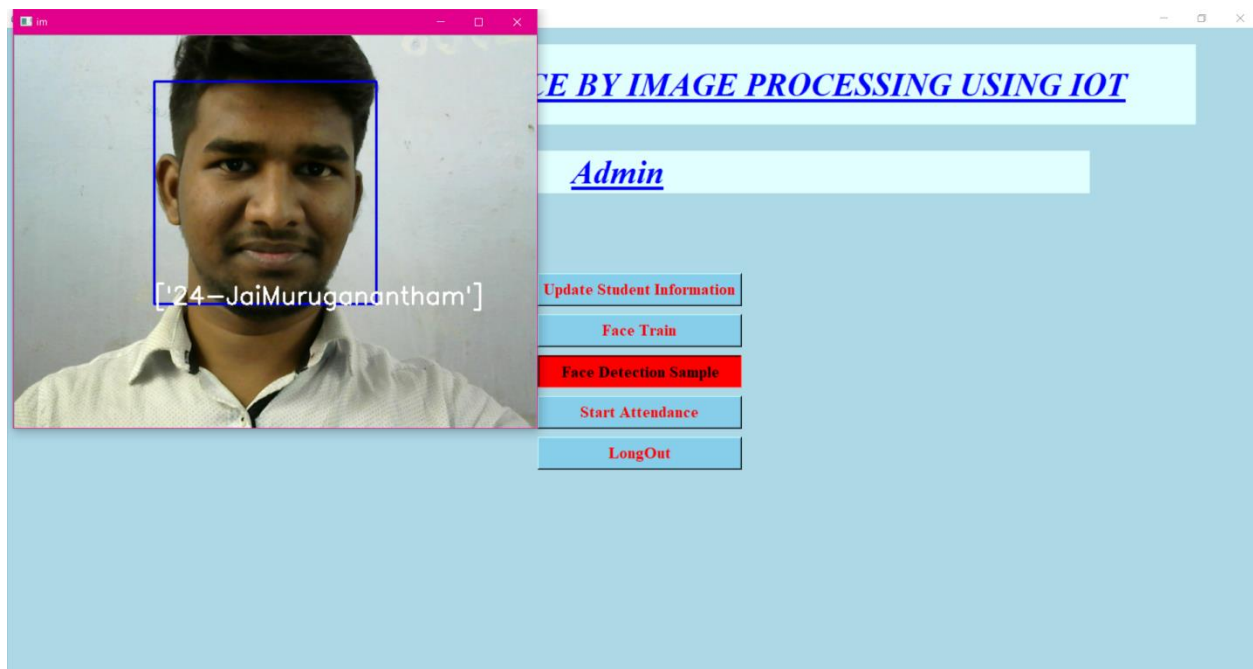 im
CE BY IMAGE PROCESSING USING IOT
Admin
['24-JaiMuruganantham']
Update Student Information
Face Train
Face Detection Sample
Start Attendance
LongOut